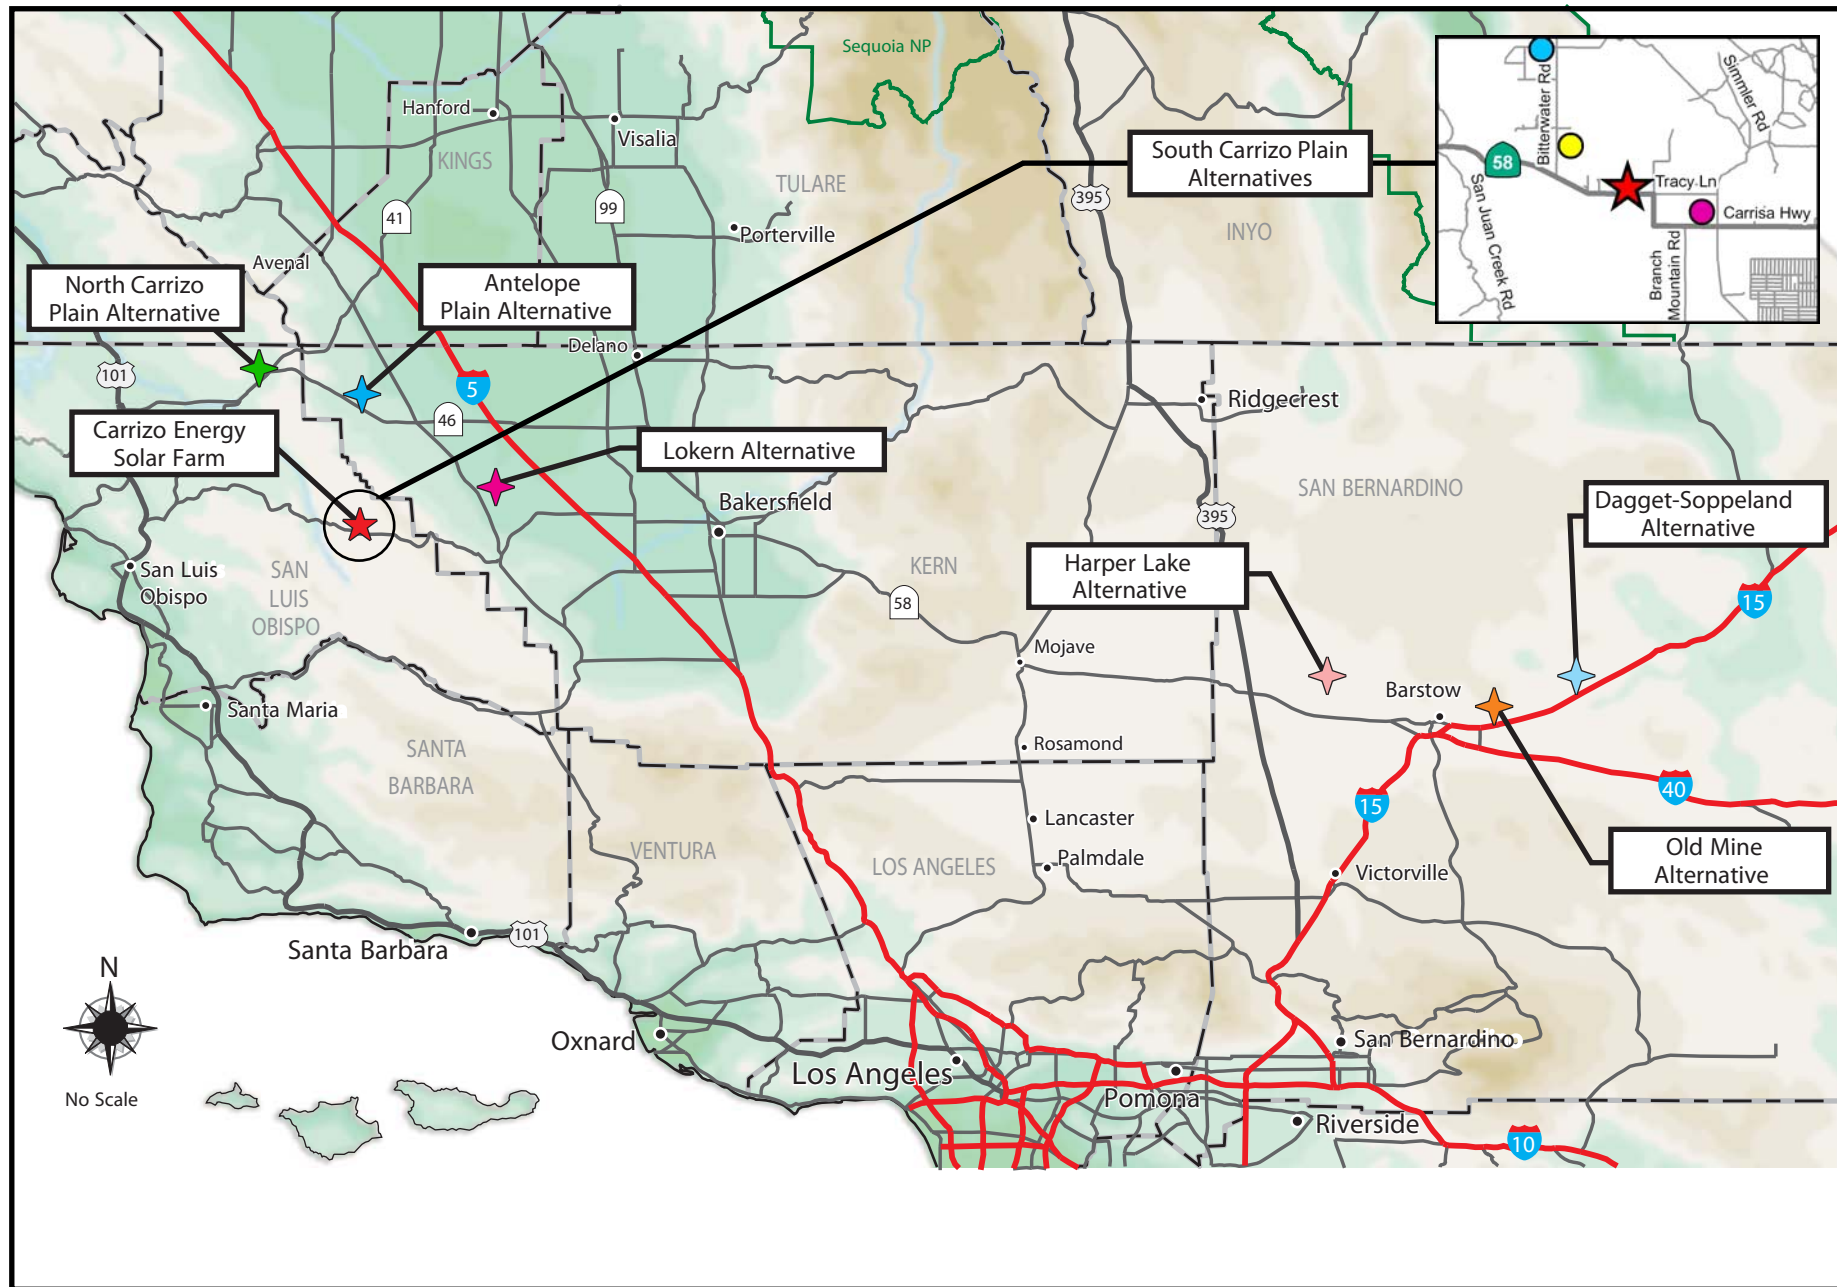 Sequoia NP
Hanford
Visalia
KINGS
TULARE
41
99
395
Porterville
INYO
Avenal
South Carrizo Plain
Alternatives
Bitterwater Rd
Simmler Rd
58
Tracy Ln
San Juan Creek Rd
Carrisa Hwy
Branch
Mountain Rd
North Carrizo
Plain Alternative
Antelope
Plain Alternative
Delano
101
5
46
Ridgecrest
Carrizo Energy
Solar Farm
Lokern Alternative
Bakersfield
SAN BERNARDINO
395
Dagget-Soppeland
Alternative
San Luis
Obispo
SAN
LUIS
OBISPO
KERN
Harper Lake
Alternative
58
15
Mojave
Santa Maria
Barstow
SANTA
BARBARA
Rosamond
40
15
Lancaster
VENTURA
LOS ANGELES
Palmdale
Victorville
Old Mine
Alternative
Santa Barbara
101
N
No Scale
Oxnard
Los Angeles
San Bernardino
Pomona
Riverside
10